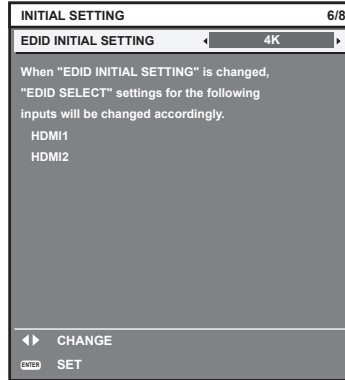 INITIAL SETTING 6/8
EDID INITIAL SETTING 4K
When "EDID INITIAL SETTING" is changed,
"EDID SELECT" settings for the following
inputs will be changed accordingly.
HDMI1
HDMI2
CHANGE
ENTER SET